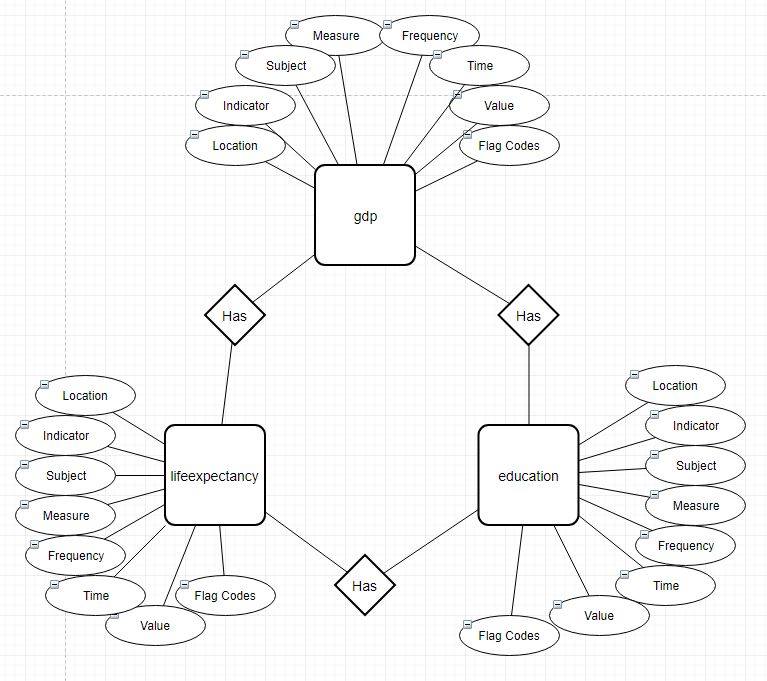 Measure
Frequency
Subject
Time
Indicator
Value
Location
Flag Codes
gdp
Has
Has
Location
Indicator
Subject
Measure
Frequency
Time
Value
Flag Codes
lifeexpectancy
Has
education
Location
Indicator
Subject
Measure
Frequency
Time
Value
Flag Codes